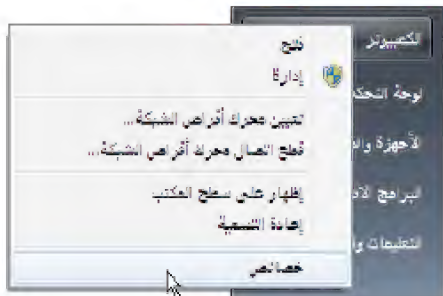 فتح
إدارة
تعيين محرك أقراص الشبكة...
قطع اتصال محرك أقراص الشبكة...
إظهار على سطح المكتب
إعادة التسمية
خصائص
الكمبيوتر
لوحة التحكم
الأجهزة وال
البرامج الا
التعليمات و